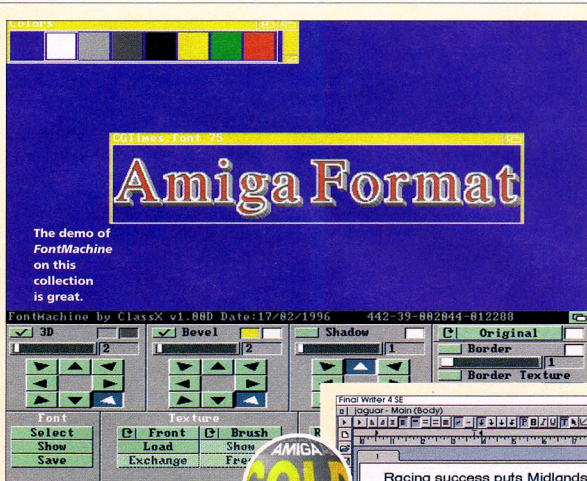 Colors
CGTimes.font 75
Amiga Format
The demo of
FontMachine
on this
collection
is great.
FontMachine by ClassX v1.00D Date:17/02/1996 442-39-002044-012288
3D Bevel Shadow Original
Border
2 2 1 1
Border Texture
Font Texture
Select Front Brush
Show Load Show
Save Exchange
AMIGA
GOLD
Final Writer 4 SE
jaguar - Main (Body)
Racing success puts Midlands